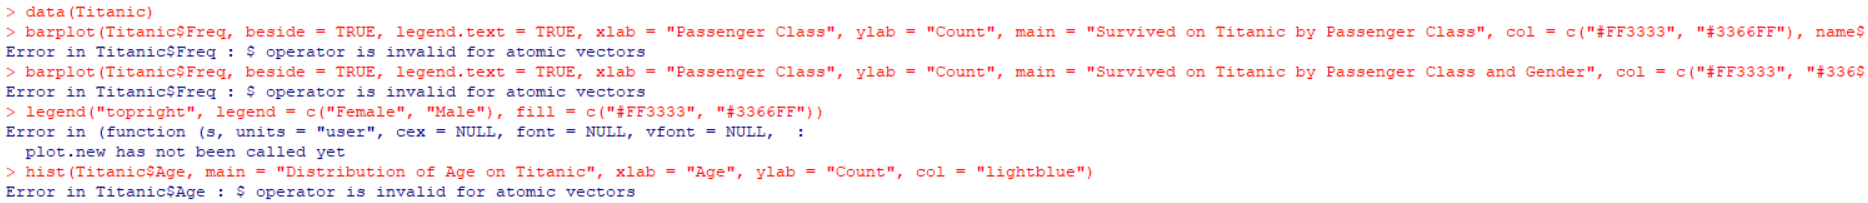 > data(Titanic)
> barplot(Titanic$Freq, beside = TRUE, legend.text = TRUE, xlab = "Passenger Class", ylab = "Count", main = "Survived on Titanic by Passenger Class", col = c("#FF3333", "#3366FF"), name$
Error in Titanic$Freq : $ operator is invalid for atomic vectors
> barplot(Titanic$Freq, beside = TRUE, legend.text = TRUE, xlab = "Passenger Class", ylab = "Count", main = "Survived on Titanic by Passenger Class and Gender", col = c("#FF3333", "#336$
Error in Titanic$Freq : $ operator is invalid for atomic vectors
> legend("topright", legend = c("Female", "Male"), fill = c("#FF3333", "#3366FF"))
Error in (function (s, units = "user", cex = NULL, font = NULL, vfont = NULL,  :
  plot.new has not been called yet
> hist(Titanic$Age, main = "Distribution of Age on Titanic", xlab = "Age", ylab = "Count", col = "lightblue")
Error in Titanic$Age : $ operator is invalid for atomic vectors